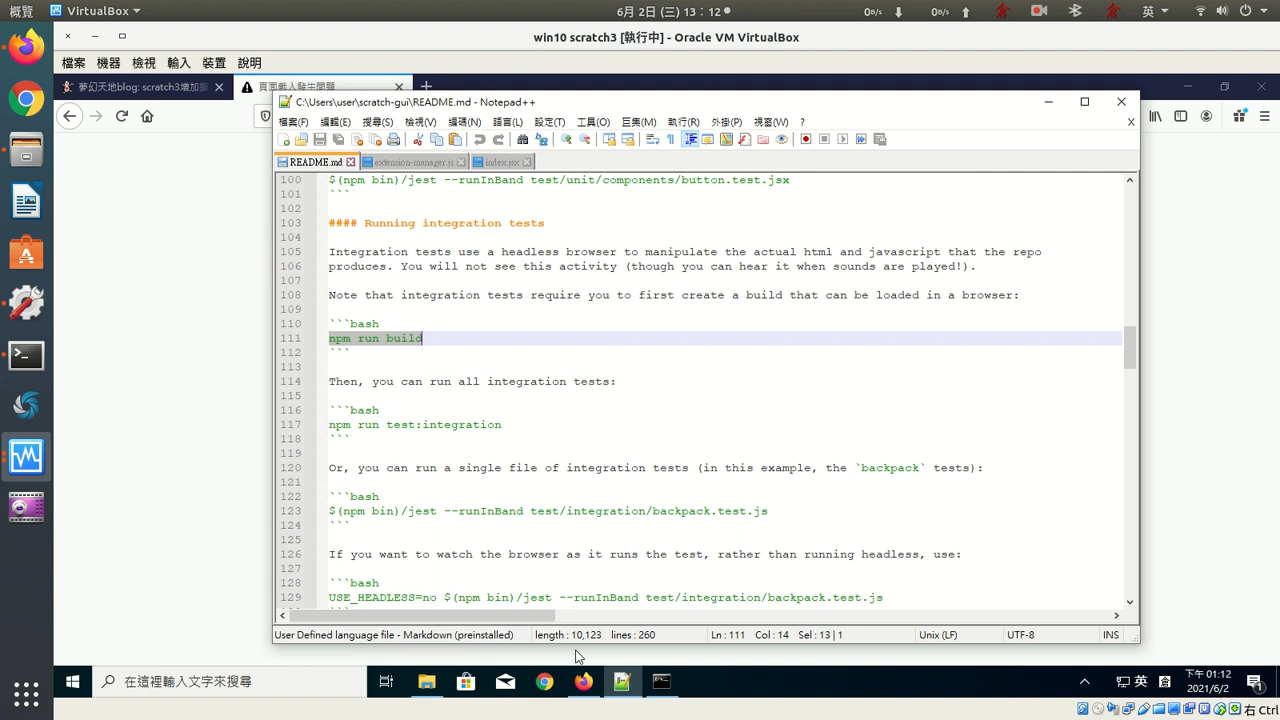 概覽 VirtualBox 6月 2日 (三) 13∶12 0B/s 0B/s 英
win10 scratch3 [執行中] - Oracle VM VirtualBox
檔案 機器 檢視 輸入 裝置 說明
夢幻天地blog: scratch3增加擴 頁面載入發生問題
C:\Users\user\scratch-gui\README.md - Notepad++
檔案(F) 編輯(E) 搜尋(S) 檢視(V) 編碼(N) 語言(L) 設定(T) 工具(O) 巨集(M) 執行(R) 外掛(P) 視窗(W) ? X
README.md extension-manager.js index.jsx
100 $(npm bin)/jest --runInBand test/unit/components/button.test.jsx
101 ```
102
103 #### Running integration tests
104
105 Integration tests use a headless browser to manipulate the actual html and javascript that the repo
106 produces. You will not see this activity (though you can hear it when sounds are played!).
107
108 Note that integration tests require you to first create a build that can be loaded in a browser:
109
110 ```bash
111 npm run build
112 ```
113
114 Then, you can run all integration tests:
115
116 ```bash
117 npm run test:integration
118 ```
119
120 Or, you can run a single file of integration tests (in this example, the `backpack` tests):
121
122 ```bash
123 $(npm bin)/jest --runInBand test/integration/backpack.test.js
124 ```
125
126 If you want to watch the browser as it runs the test, rather than running headless, use:
127
128 ```bash
129 USE_HEADLESS=no $(npm bin)/jest --runInBand test/integration/backpack.test.js
User Defined language file - Markdown (preinstalled) length : 10,123 lines : 260 Ln : 111 Col : 14 Sel : 13 | 1 Unix (LF) UTF-8 INS
在這裡輸入文字來搜尋 英 下午 01:12
2021/6/2
右 Ctrl